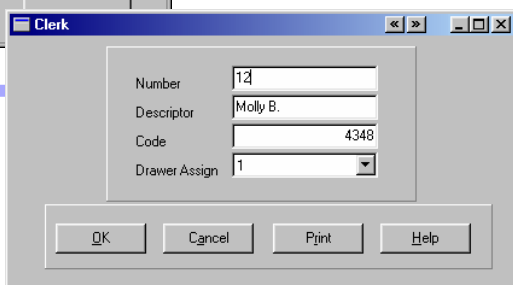 Clerk « »
Number 12
Descriptor Molly B.
Code 4348
Drawer Assign 1
OK Cancel Print Help